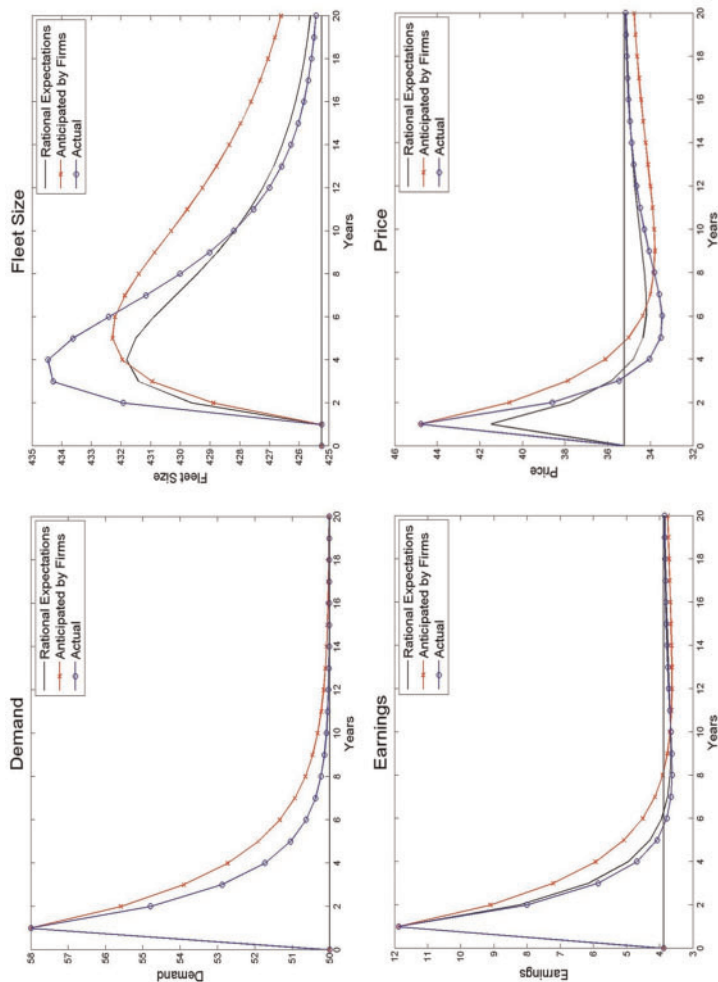 Demand
Rational Expectations
Anticipated by Firms
Actual
Demand
58
57
56
55
54
53
52
51
50
0 2 4 6 8 10 12 14 16 18 20
Years
Fleet Size
Rational Expectations
Anticipated by Firms
Actual
Fleet Size
435
434
432
431
429
428
426
425
0 2 4 6 8 10 12 14 16 18 20
Years
Earnings
Rational Expectations
Anticipated by Firms
Actual
Earnings
12
11
10
9
8
7
6
5
4
3
0 2 4 6 8 10 12 14 16 18 20
Years
Price
Rational Expectations
Anticipated by Firms
Actual
Price
46
44
42
40
38
36
34
32
0 2 4 6 8 10 12 14 16 18 20
Years